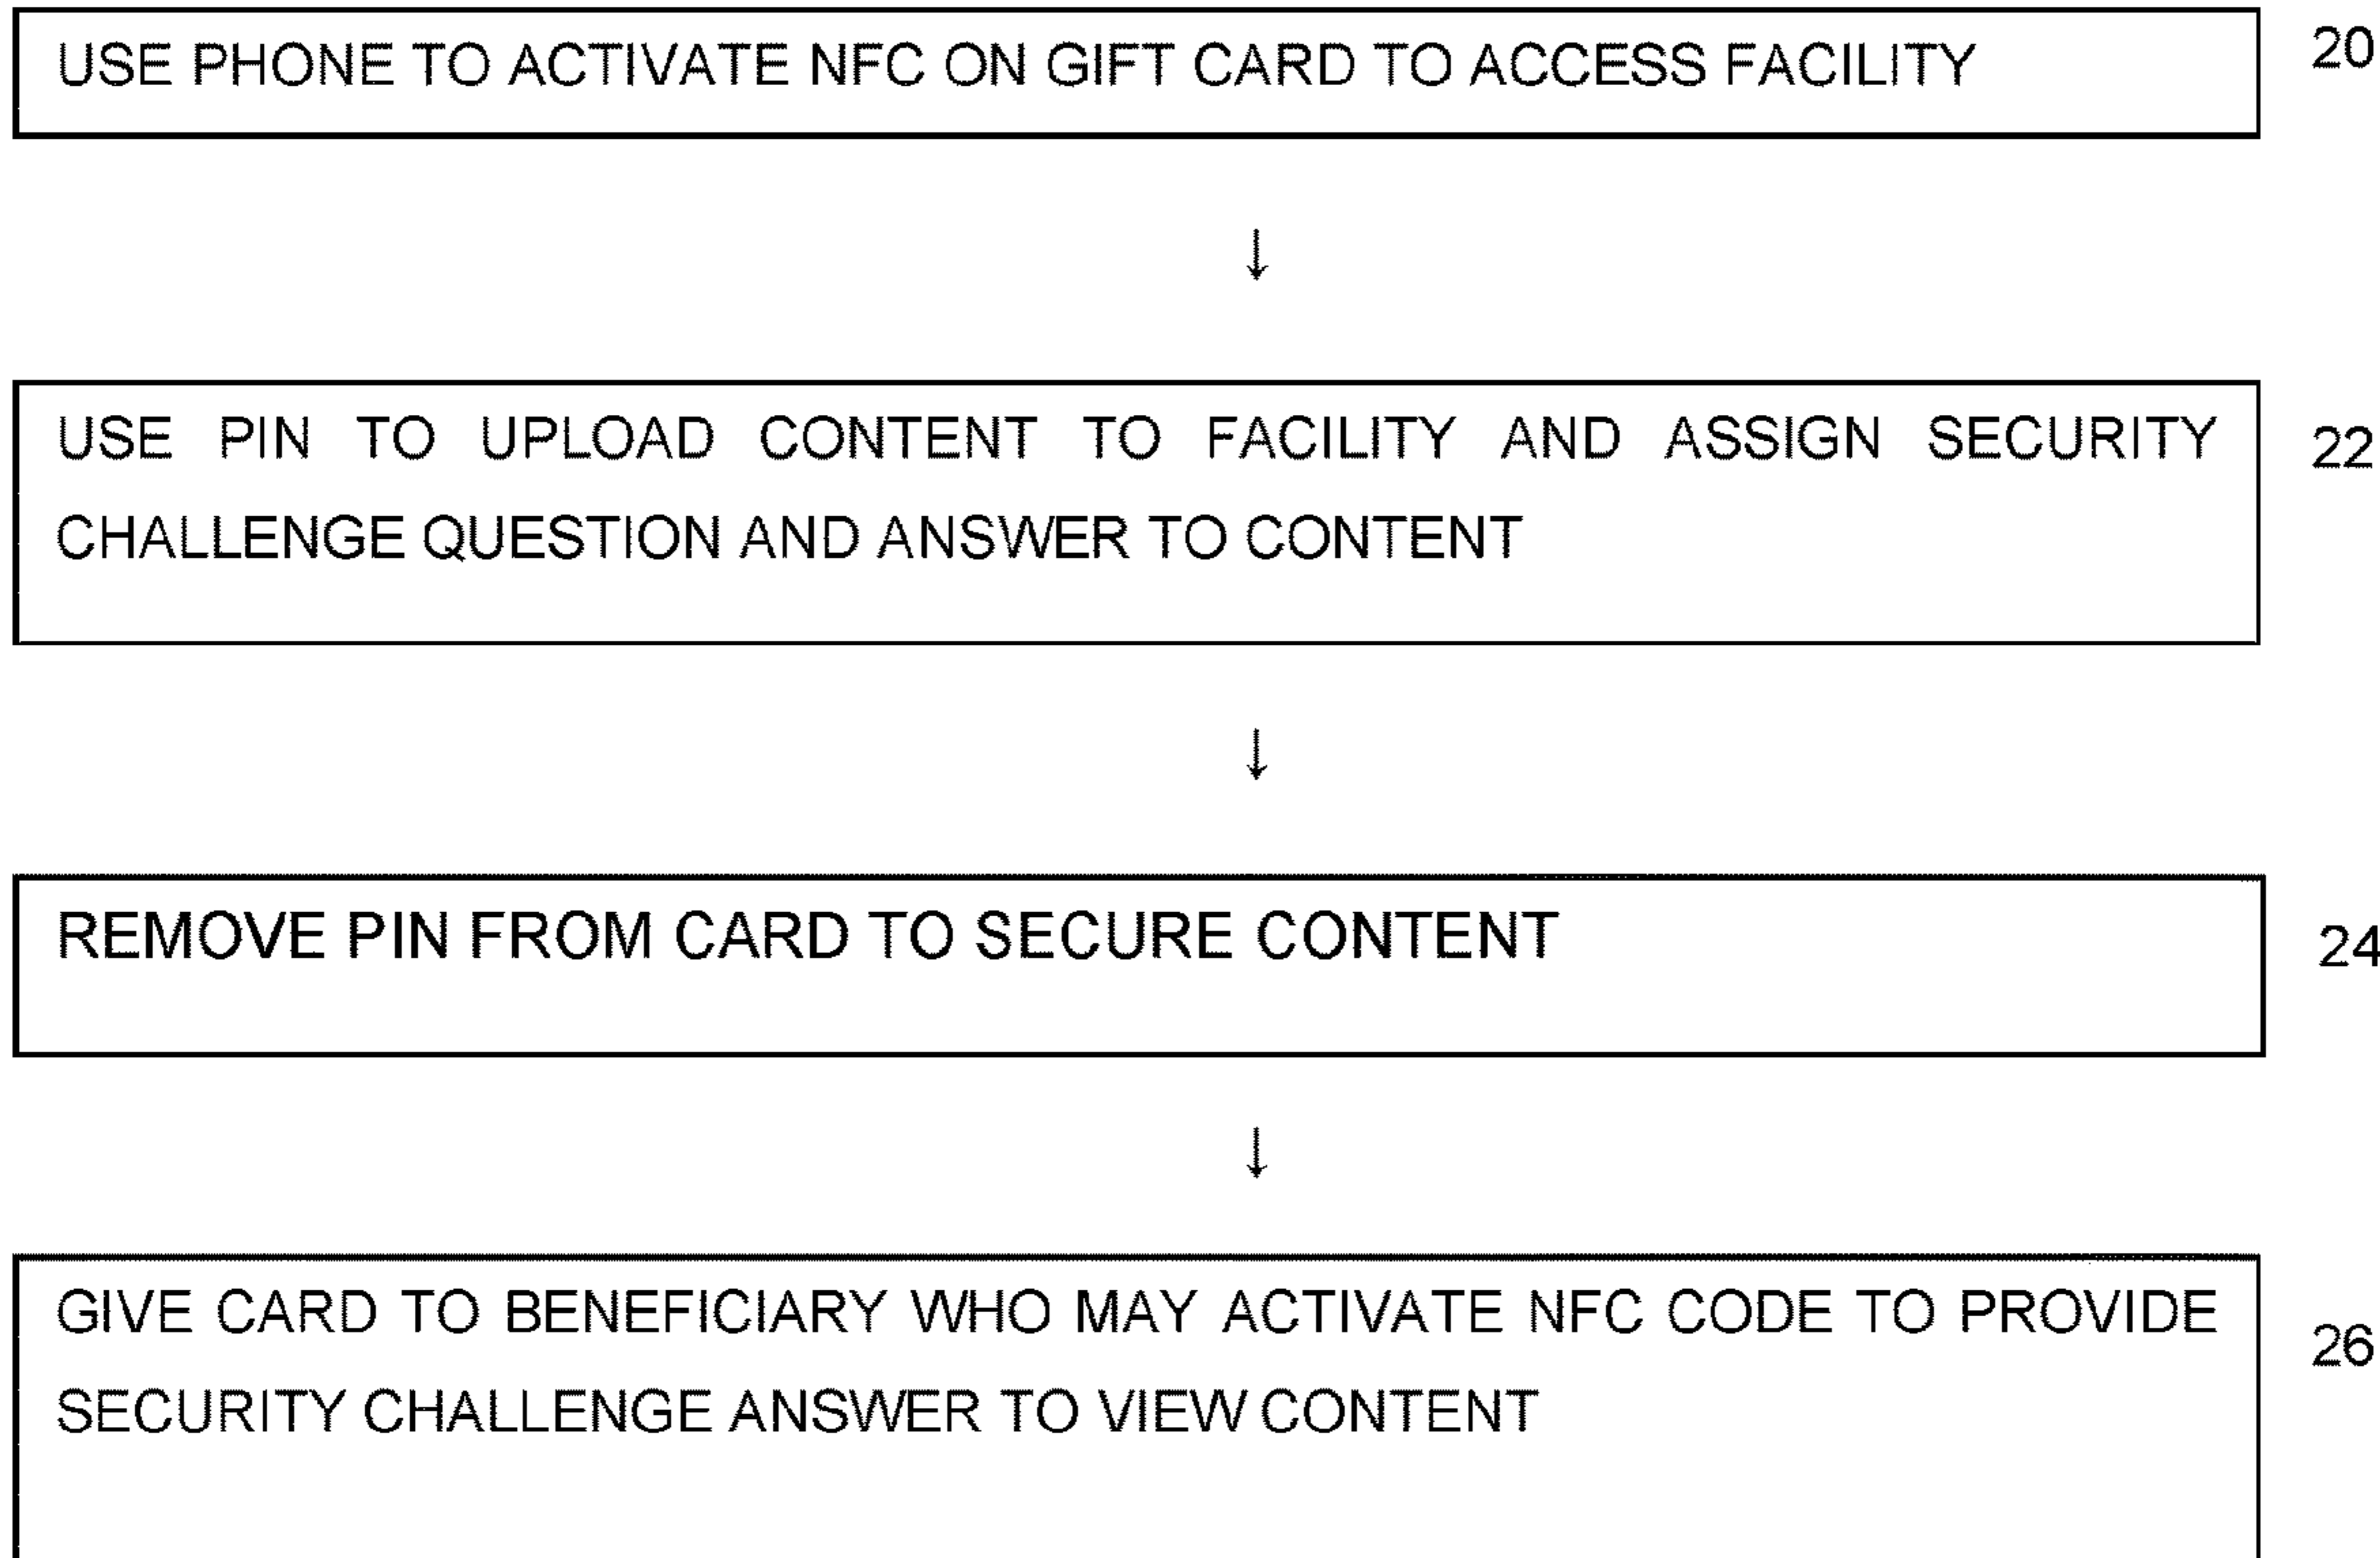 USE PHONE TO ACTIVATE NFC ON GIFT CARD TO ACCESS FACILITY 20
↓
USE PIN TO UPLOAD CONTENT TO FACILITY AND ASSIGN SECURITY 22
CHALLENGE QUESTION AND ANSWER TO CONTENT
↓
REMOVE PIN FROM CARD TO SECURE CONTENT 24
↓
GIVE CARD TO BENEFICIARY WHO MAY ACTIVATE NFC CODE TO PROVIDE 26
SECURITY CHALLENGE ANSWER TO VIEW CONTENT